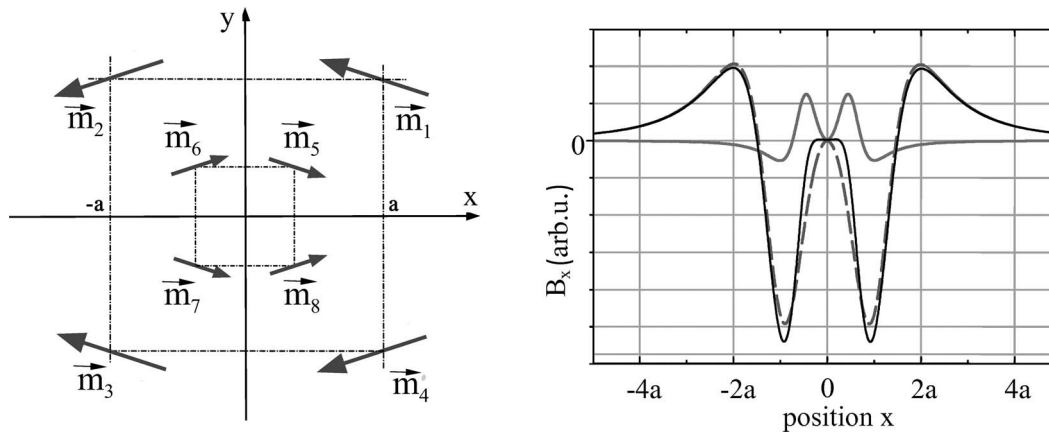 y
m₂
m₁
m₆
m₅
x
-a
a
m₇
m₈
m₃
m₄
0
Bₓ (arb.u.)
-4a
-2a
0
2a
4a
position x